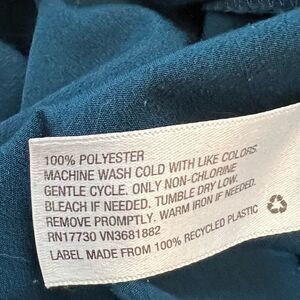 100% POLYESTER
MACHINE WASH COLD WITH LIKE COLORS
GENTLE CYCLE. ONLY NON-CHLORINE
BLEACH IF NEEDED. TUMBLE DRY LOW.
REMOVE PROMPTLY. WARM IRON IF NEEDED.
RN17730 VN3681882
LABEL MADE FROM 100% RECYCLED PLASTIC